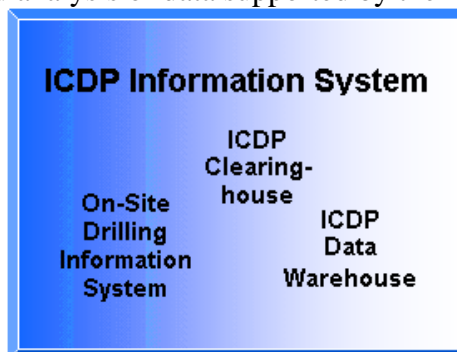 ICDP Information System
ICDP
Clearing-
house
On-Site
Drilling
Information
System
ICDP
Data
Warehouse